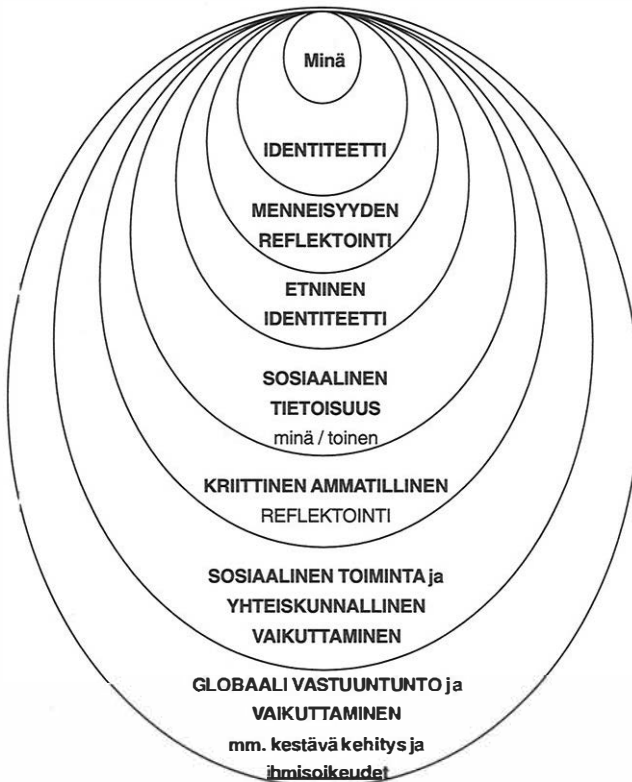 Minä
IDENTITEETTI
MENNEISYYDEN
REFLEKTOINTI
ETNINEN
IDENTITEETTI
SOSIAALINEN
TIETOISUUS
minä / toinen
KRIITTINEN AMMATILLINEN
REFLEKTOINTI
SOSIAALINEN TOIMINTA ja
YHTEISKUNNALLINEN
VAIKUTTAMINEN
GLOBAALI VASTUUNTUNTO ja
VAIKUTTAMINEN
mm. kestävä kehitys ja
ihmisoikeudet